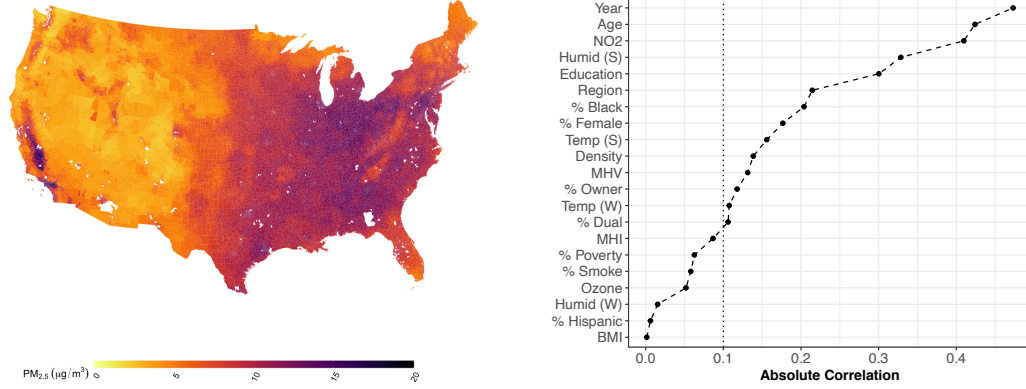 PM2.5 (μg/m³)
0
5
10
15
20
Year
Age
NO2
Humid (S)
Education
Region
% Black
% Female
Temp (S)
Density
MHV
% Owner
Temp (W)
% Dual
MHI
% Poverty
% Smoke
Ozone
Humid (W)
% Hispanic
BMI
0.0 0.1 0.2 0.3 0.4
Absolute Correlation